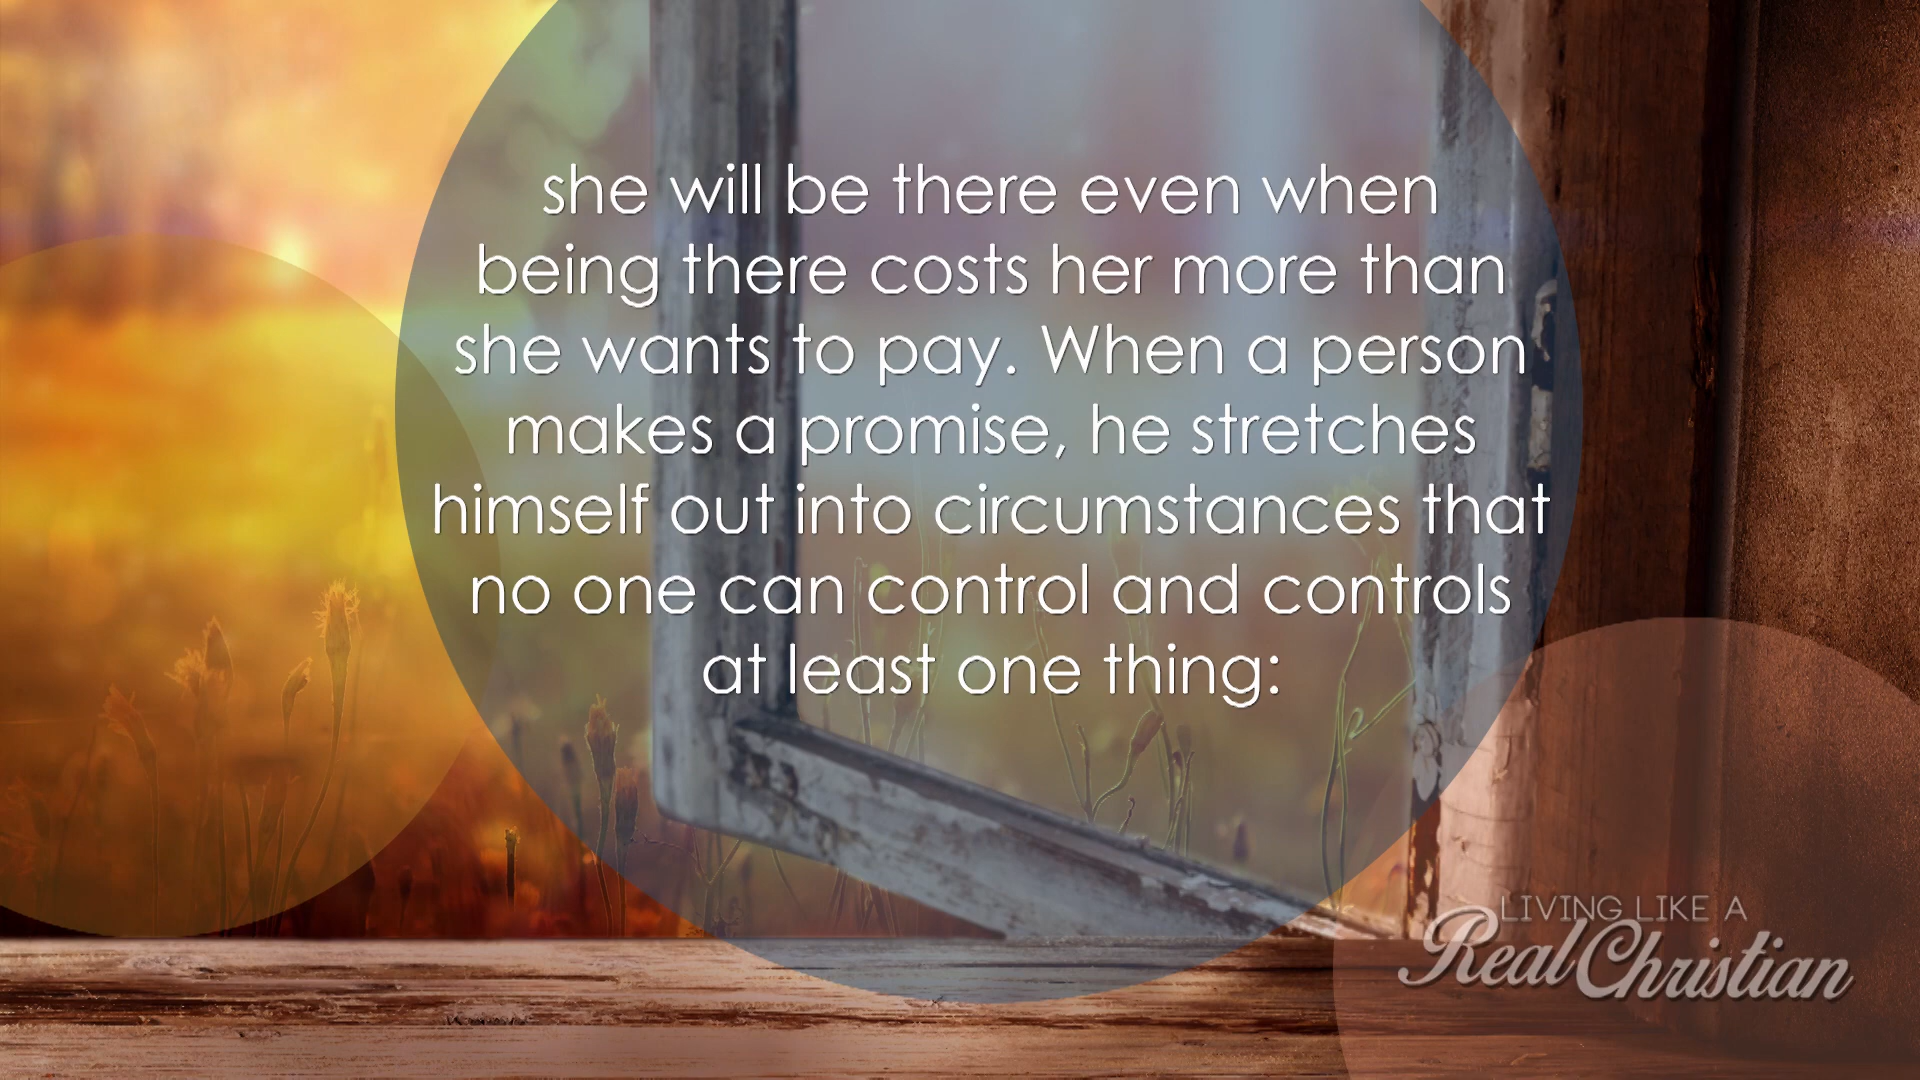 she will be there even when
being there costs her more than
she wants to pay. When a person
makes a promise, he stretches
himself out into circumstances that
no one can control and controls
at least one thing:
LIVING LIKE A
Real Christian